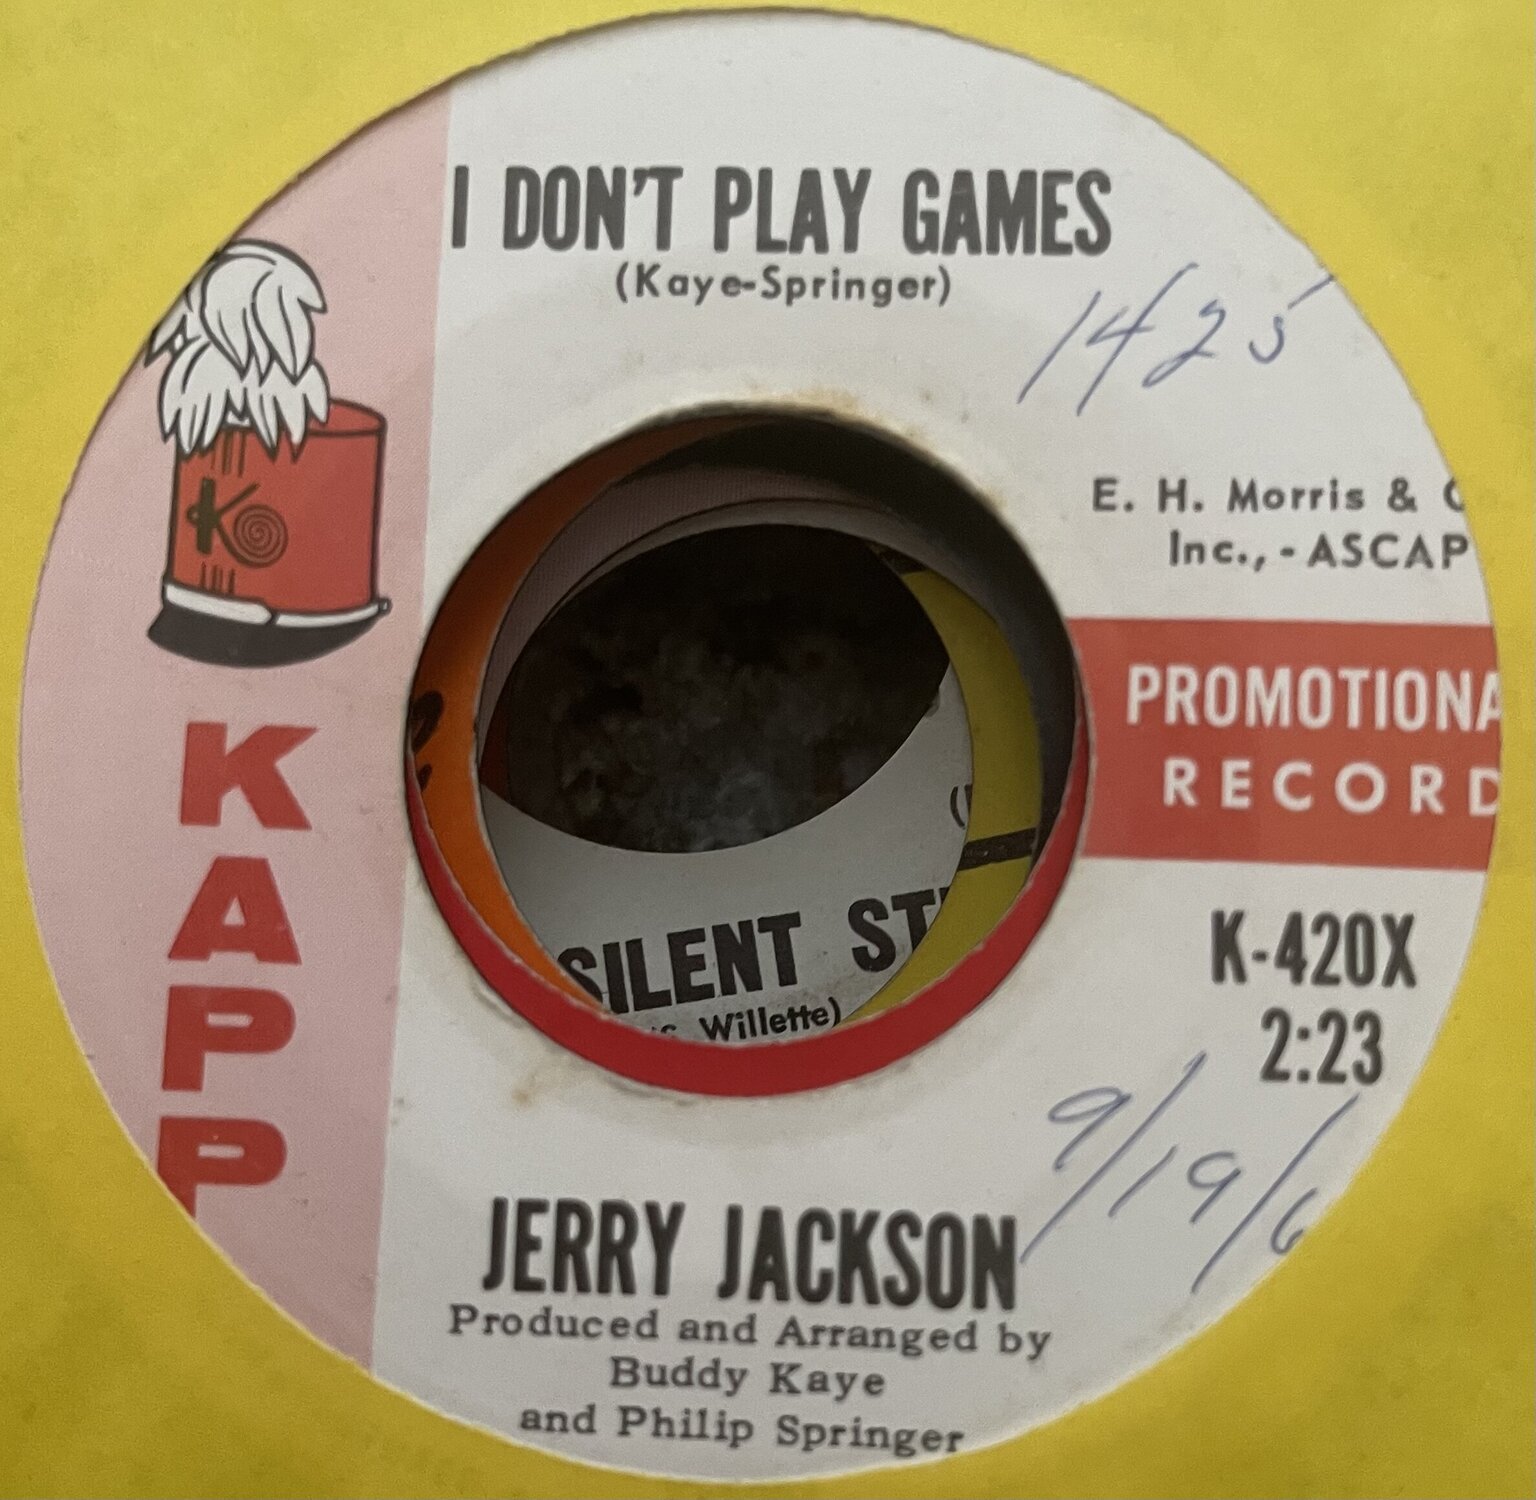 I DON'T PLAY GAMES
(Kaye-Springer)
1425
E. H. Morris &
Inc., - ASCAP
K
PROMOTIONA
RECORD
KAPP
K-420X
2:23
9/19/6
SILENT ST
Willette)
JERRY JACKSON
Produced and Arranged by
Buddy Kaye
and Philip Springer